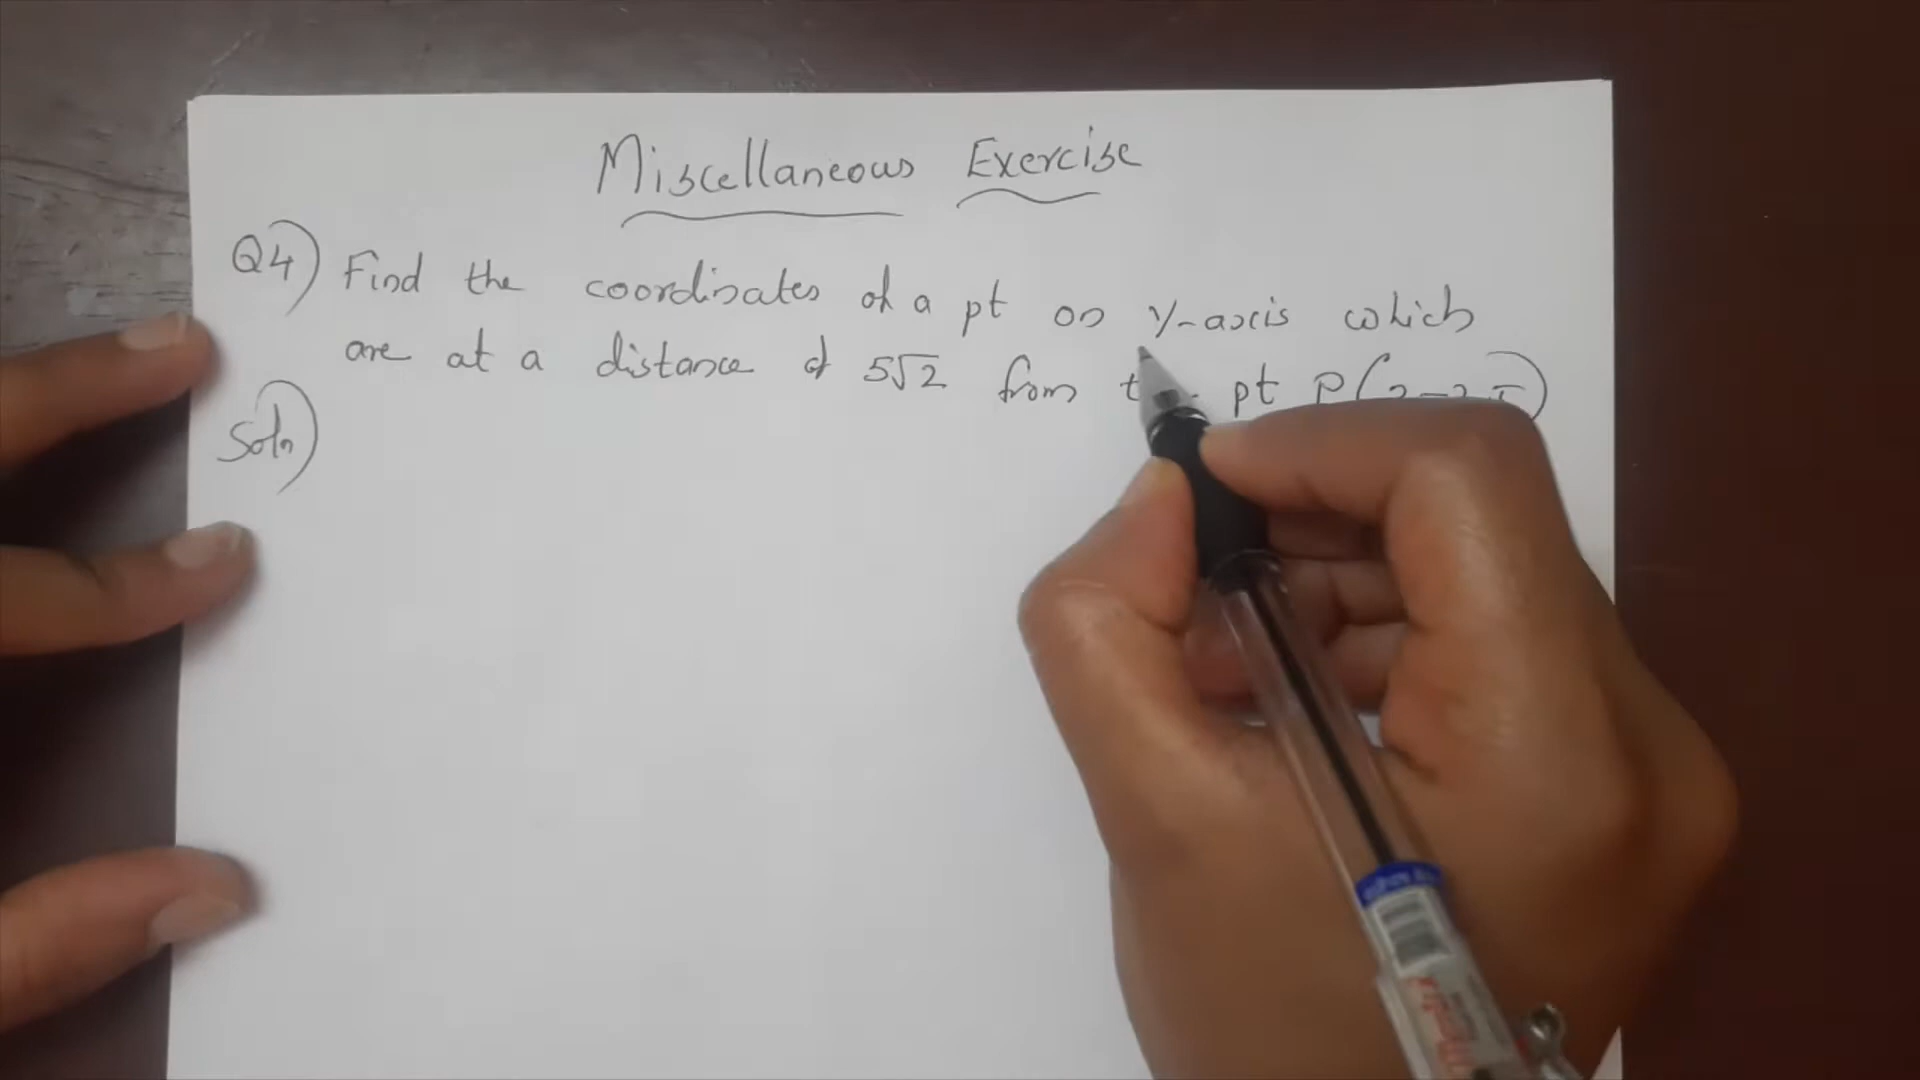 Miscellaneous Exercise
Q4) Find the coordinates of a pt on y-axis which
are at a distance of 5√2 from pt
Soln)